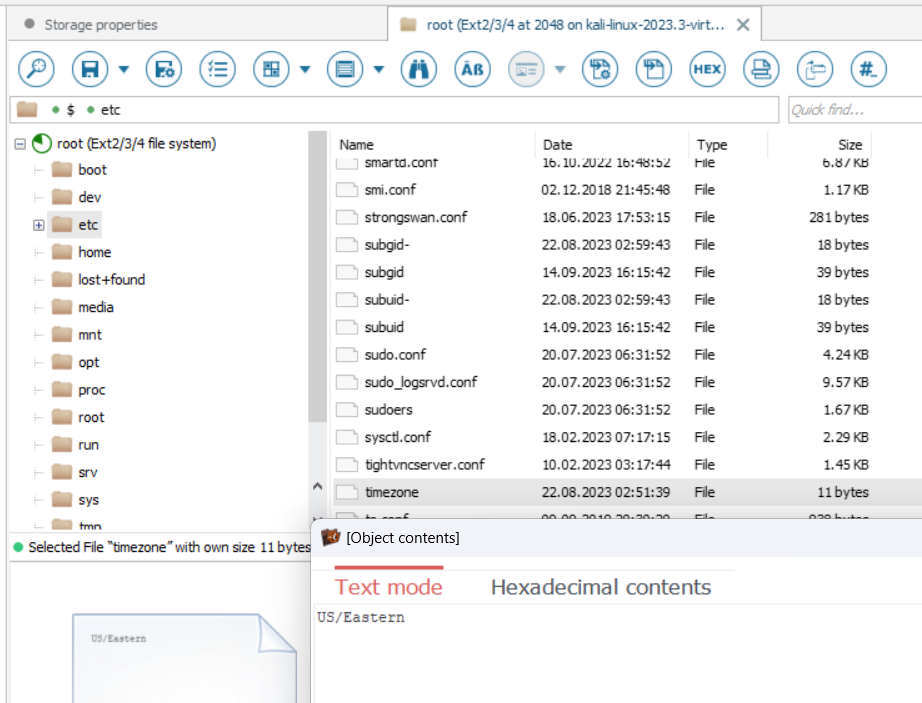 Storage properties
root (Ext2/3/4 at 2048 on kali-linux-2023.3-virt...
ÂB
HEX
#_
$ etc
Quick find...
root (Ext2/3/4 file system)
boot
dev
etc
home
lost+found
media
mnt
opt
proc
root
run
srv
sys
tmp
Name Date Type Size
smartd.conf 16.10.2022 16:48:52 File 6.87 KB
smi.conf 02.12.2018 21:45:48 File 1.17 KB
strongswan.conf 18.06.2023 17:53:15 File 281 bytes
subgid- 22.08.2023 02:59:43 File 18 bytes
subgid 14.09.2023 16:15:42 File 39 bytes
subuid- 22.08.2023 02:59:43 File 18 bytes
subuid 14.09.2023 16:15:42 File 39 bytes
sudo.conf 20.07.2023 06:31:52 File 4.24 KB
sudo_logsrvd.conf 20.07.2023 06:31:52 File 9.57 KB
sudoers 20.07.2023 06:31:52 File 1.67 KB
sysctl.conf 18.02.2023 07:17:15 File 2.29 KB
tightvncserver.conf 10.02.2023 03:17:44 File 1.45 KB
timezone 22.08.2023 02:51:39 File 11 bytes
Selected File "timezone" with own size 11 bytes
US/Eastern
[Object contents]
Text mode Hexadecimal contents
US/Eastern